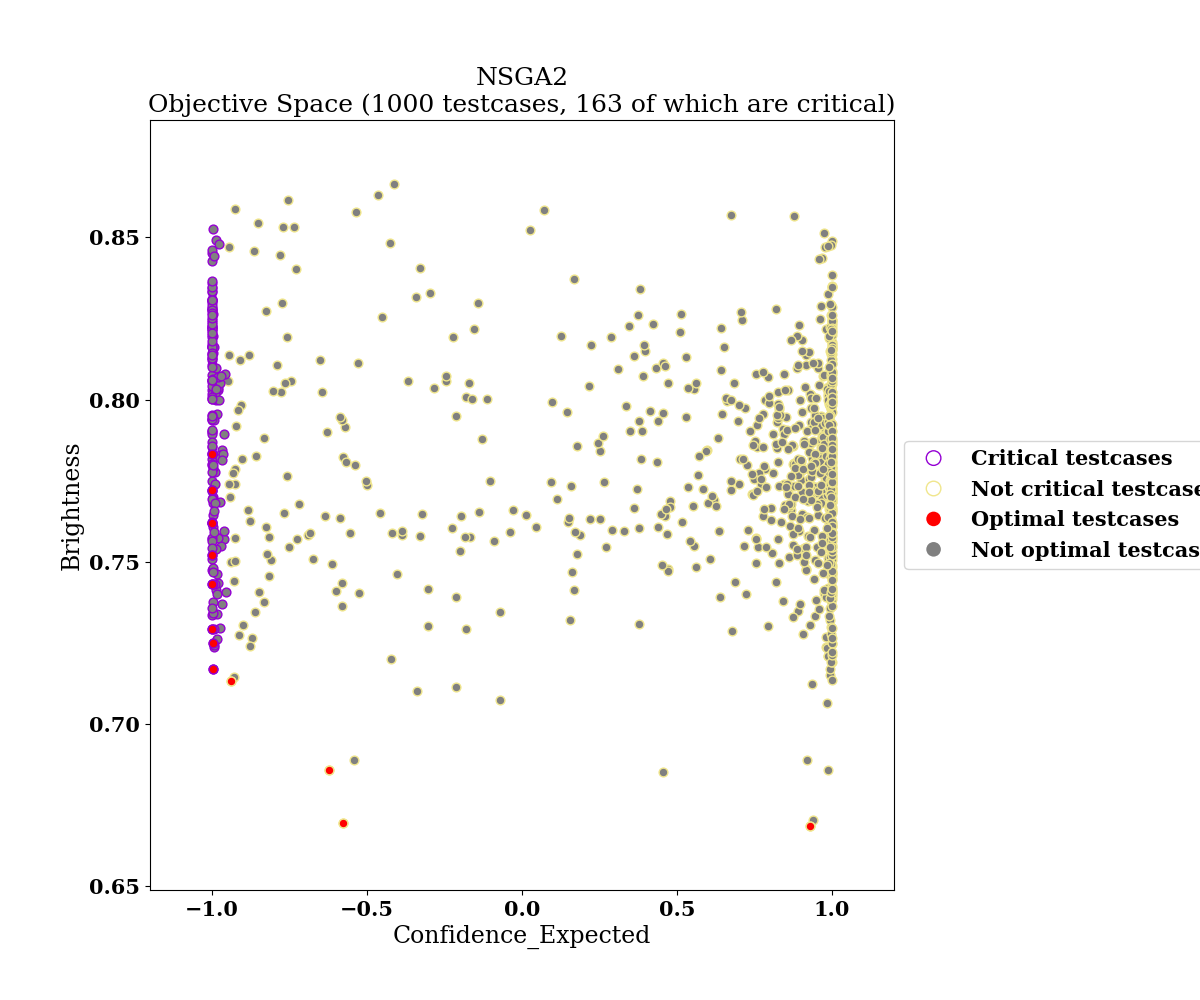 NSGA2
Objective Space (1000 testcases, 163 of which are critical)
Brightness
0.85
0.80
0.75
0.70
0.65
−1.0 −0.5 0.0 0.5 1.0
Confidence_Expected
Critical testcases
Not critical testcase
Optimal testcases
Not optimal testcas